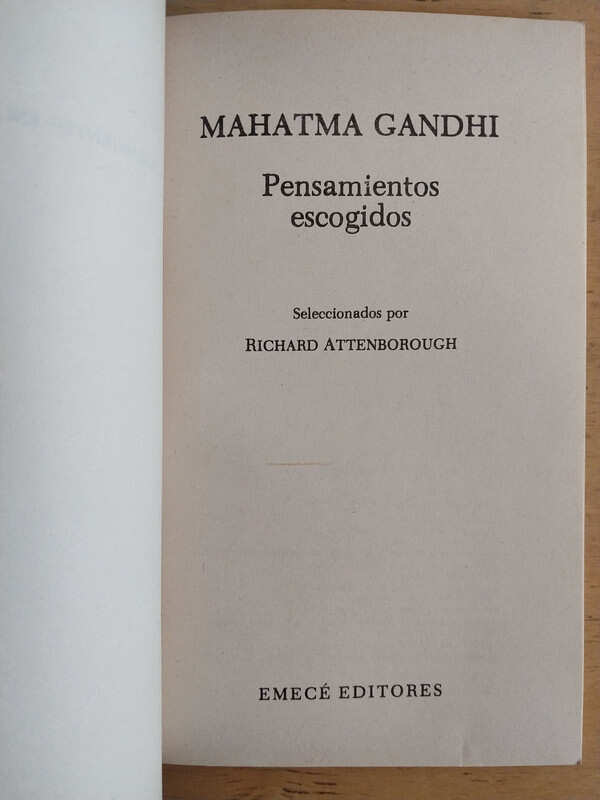 MAHATMA GANDHI
Pensamientos
escogidos
Seleccionados por
RICHARD ATTENBOROUGH
EMECÉ EDITORES